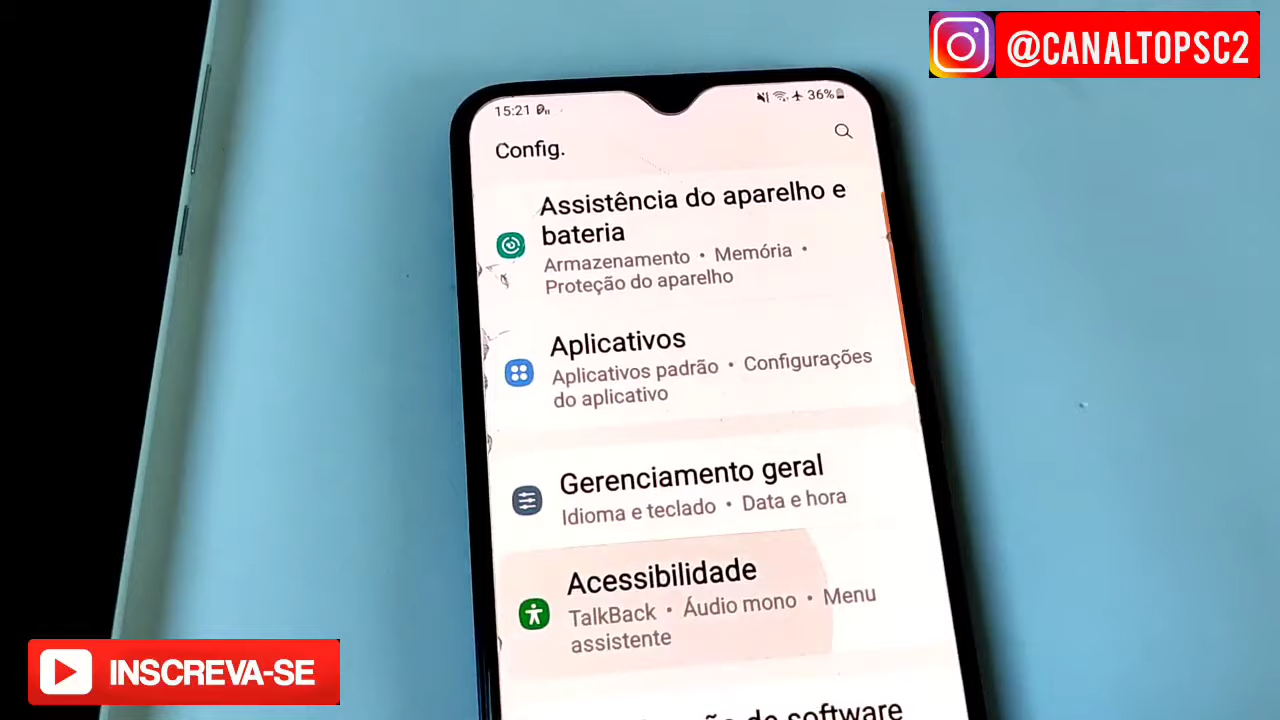 @CANALTOPSC2
15:21
36%
Config.
Assistência do aparelho e
bateria
Armazenamento • Memória •
Proteção do aparelho
Aplicativos
Aplicativos padrão • Configurações
do aplicativo
Gerenciamento geral
Idioma e teclado • Data e hora
Acessibilidade
TalkBack • Áudio mono • Menu
assistente
de software
INSCREVA-SE